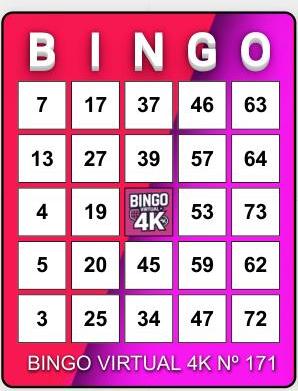 B I N G O
7 17 37 46 63
13 27 39 57 64
4 19 BINGO VIRTUAL 4K 53 73
5 20 45 59 62
3 25 34 47 72
BINGO VIRTUAL 4K Nº 171